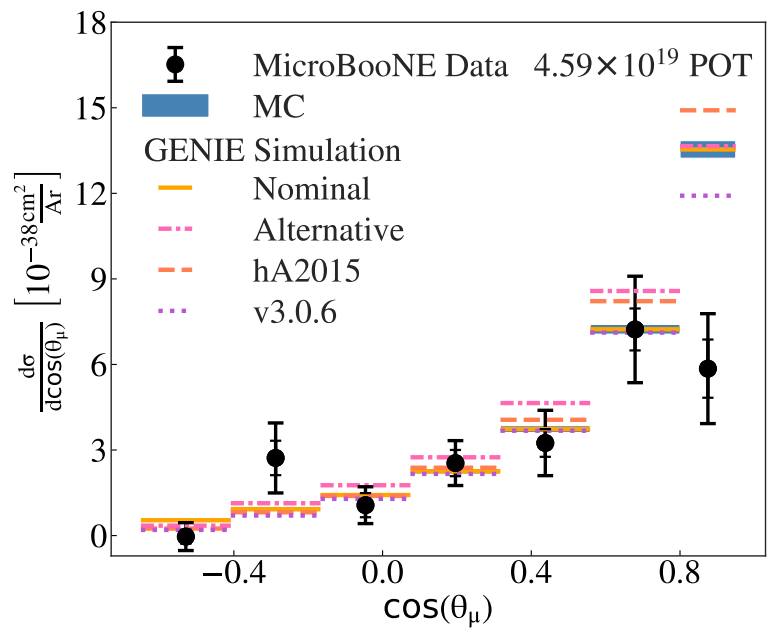 18
15
12
9
6
3
0
dσ/dcos(θμ) [10⁻³⁸cm²/Ar]
MicroBooNE Data 4.59×10¹⁹ POT
MC
GENIE Simulation
Nominal
Alternative
hA2015
v3.0.6
−0.4 0.0 0.4 0.8
cos(θμ)